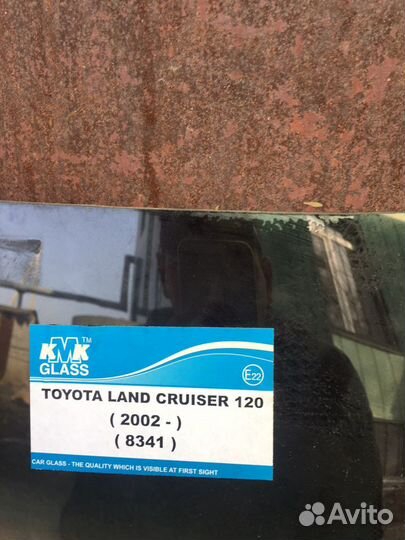 KMK TM
GLASS
E22
TOYOTA LAND CRUISER 120
( 2002 - )
( 8341 )
CAR GLASS - THE QUALITY WHICH IS VISIBLE AT FIRST SIGHT
Avito